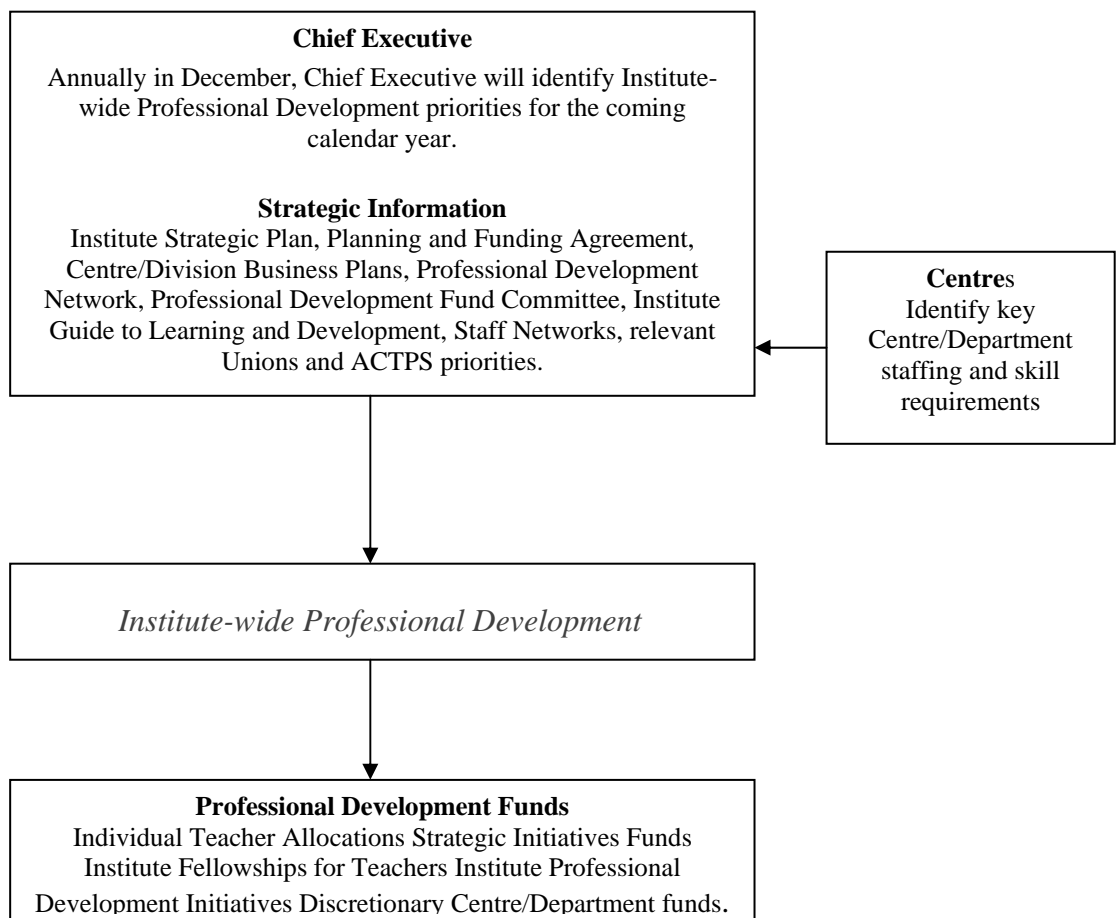 Chief Executive
Annually in December, Chief Executive will identify Institute-
wide Professional Development priorities for the coming
calendar year.
Strategic Information
Institute Strategic Plan, Planning and Funding Agreement,
Centre/Division Business Plans, Professional Development
Network, Professional Development Fund Committee, Institute
Guide to Learning and Development, Staff Networks, relevant
Unions and ACTPS priorities.
Centres
Identify key
Centre/Department
staffing and skill
requirements
Institute-wide Professional Development
Professional Development Funds
Individual Teacher Allocations Strategic Initiatives Funds
Institute Fellowships for Teachers Institute Professional
Development Initiatives Discretionary Centre/Department funds.